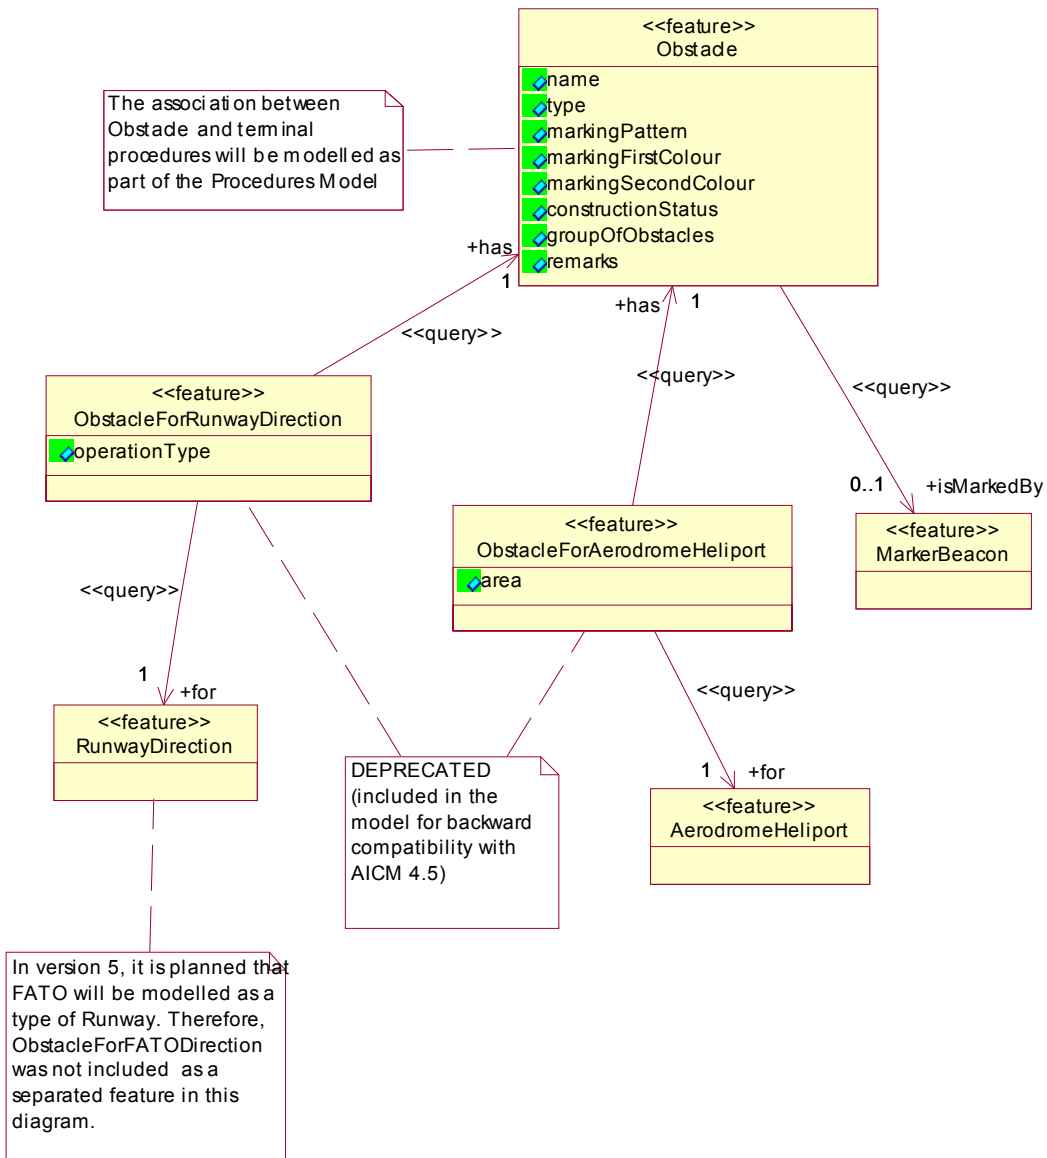 <<feature>>
Obstacle
name
type
markingPattern
markingFirstColour
markingSecondColour
constructionStatus
groupOfObstacles
remarks
The association between
Obstacle and terminal
procedures will be modelled as
part of the Procedures Model
+has
1
<<query>>
+has
1
<<query>>
<<query>>
0..1
+isMarkedBy
<<feature>>
ObstacleForRunwayDirection
operationType
<<feature>>
ObstacleForAerodromeHeliport
area
<<feature>>
MarkerBeacon
<<query>>
1
+for
<<query>>
1
+for
<<feature>>
RunwayDirection
DEPRECATED
(included in the
model for backward
compatibility with
AICM 4.5)
<<feature>>
AerodromeHeliport
In version 5, it is planned that
FATO will be modelled as a
type of Runway. Therefore,
ObstacleForFATODirection
was not included as a
separated feature in this
diagram.